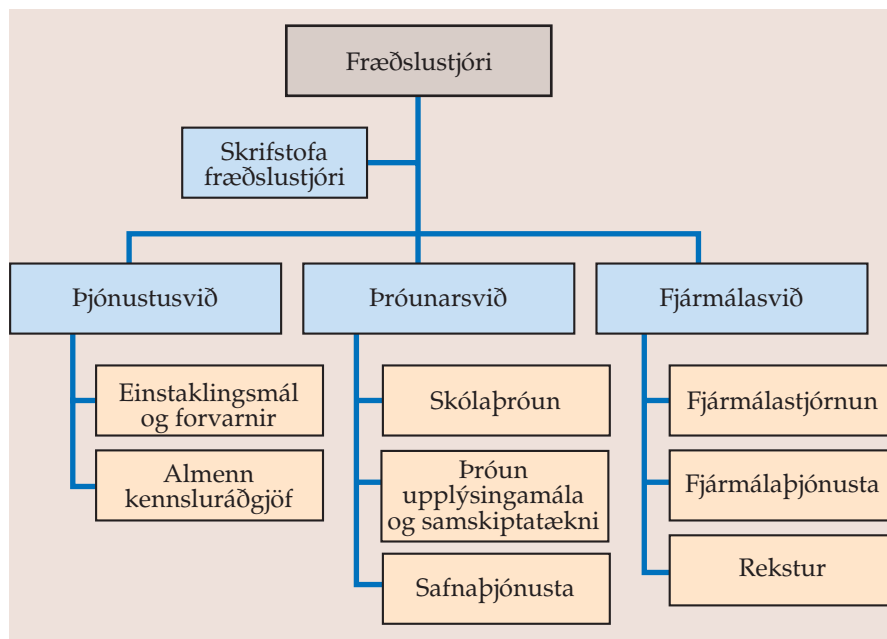 Fræðslustjóri
Skrifstofa
fræðslustjóri
Þjónustusvið
Þróunarsvið
Fjármálasvið
Einstaklingsmál
og forvarnir
Almenn
kennsluráðgjöf
Skólaþróun
Þróun
upplýsingamála
og samskiptatækni
Safnaþjónusta
Fjármálastjórnun
Fjármálaþjónusta
Rekstur